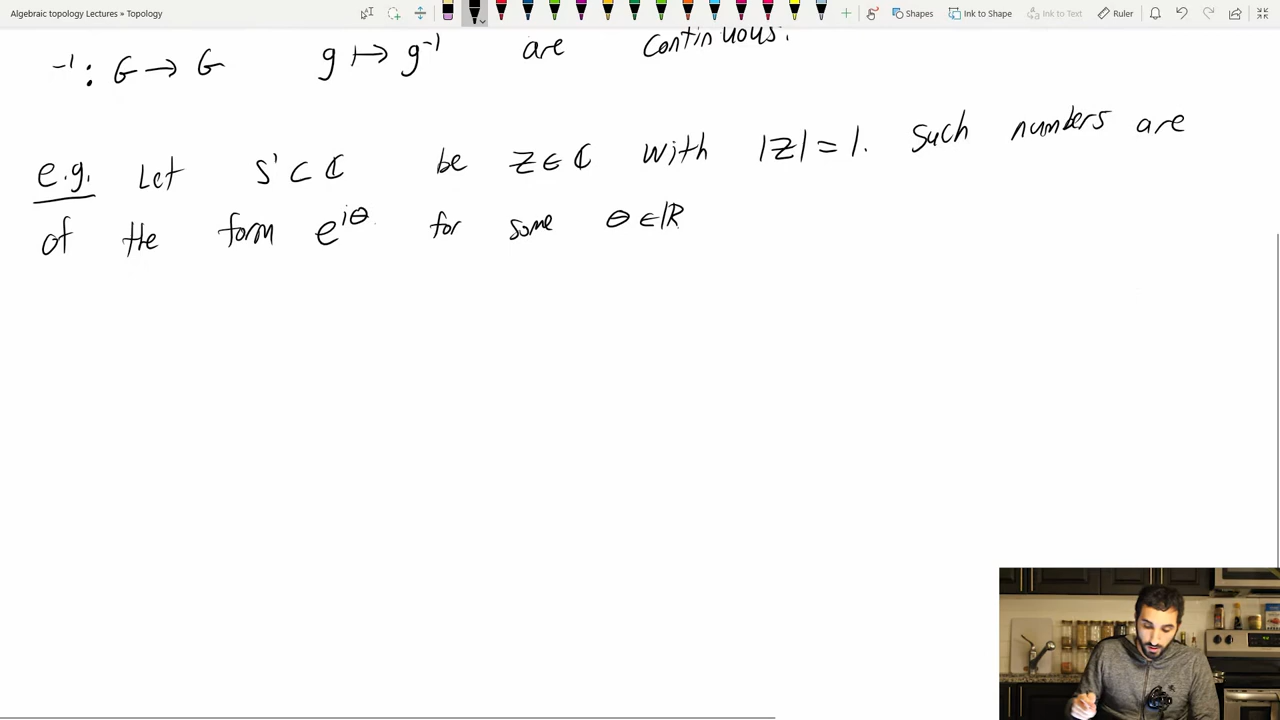 Algebraic topology Lectures » Topology
Shapes
Ink to Shape
Ink to Text
Ruler
⁻¹: G → G g ↦ g⁻¹ are continuous.
e.g. Let S¹ ⊂ ℂ be z ∈ ℂ with |z| = 1. Such numbers are
of the form e^{iθ} for some θ ∈ ℝ